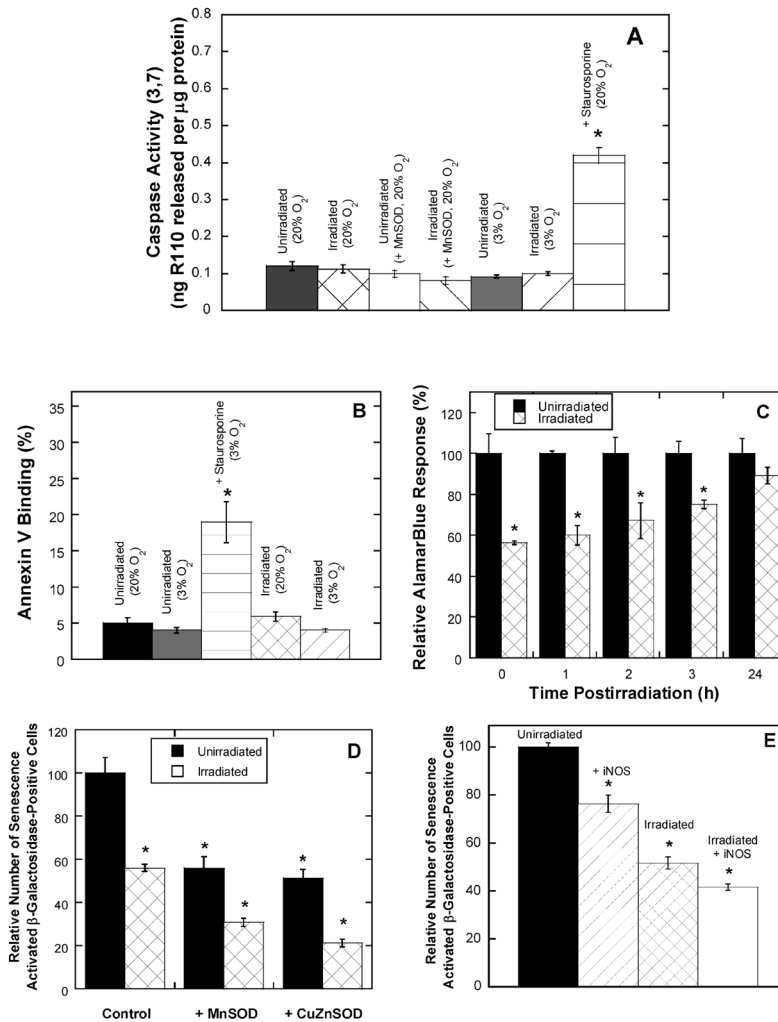 A
Caspase Activity (3,7)
(ng R110 released per µg protein)
0.8
0.7
0.6
0.5
0.4
0.3
0.2
0.1
0
Unirradiated
(20% O2)
Irradiated
(20% O2)
Unirradiated
(+ MnSOD, 20% O2)
Irradiated
(+ MnSOD, 20% O2)
Unirradiated
(3% O2)
Irradiated
(3% O2)
+ Staurosporine
(20% O2)
*
B
Annexin V Binding (%)
35
30
25
20
15
10
5
0
Unirradiated
(20% O2)
Unirradiated
(3% O2)
+ Staurosporine
(3% O2)
*
Irradiated
(20% O2)
Irradiated
(3% O2)
C
Relative AlamarBlue Response (%)
120
100
80
60
40
20
0
Unirradiated
Irradiated
* * * *
0 1 2 3 24
Time Postirradiation (h)
D
Relative Number of Senescence
Activated β-Galactosidase-Positive Cells
120
100
80
60
40
20
0
Unirradiated
Irradiated
* * * * *
Control + MnSOD + CuZnSOD
E
Relative Number of Senescence
Activated β-Galactosidase-Positive Cells
100
80
60
40
20
0
Unirradiated
+ iNOS
*
Irradiated
*
Irradiated
+ iNOS
*